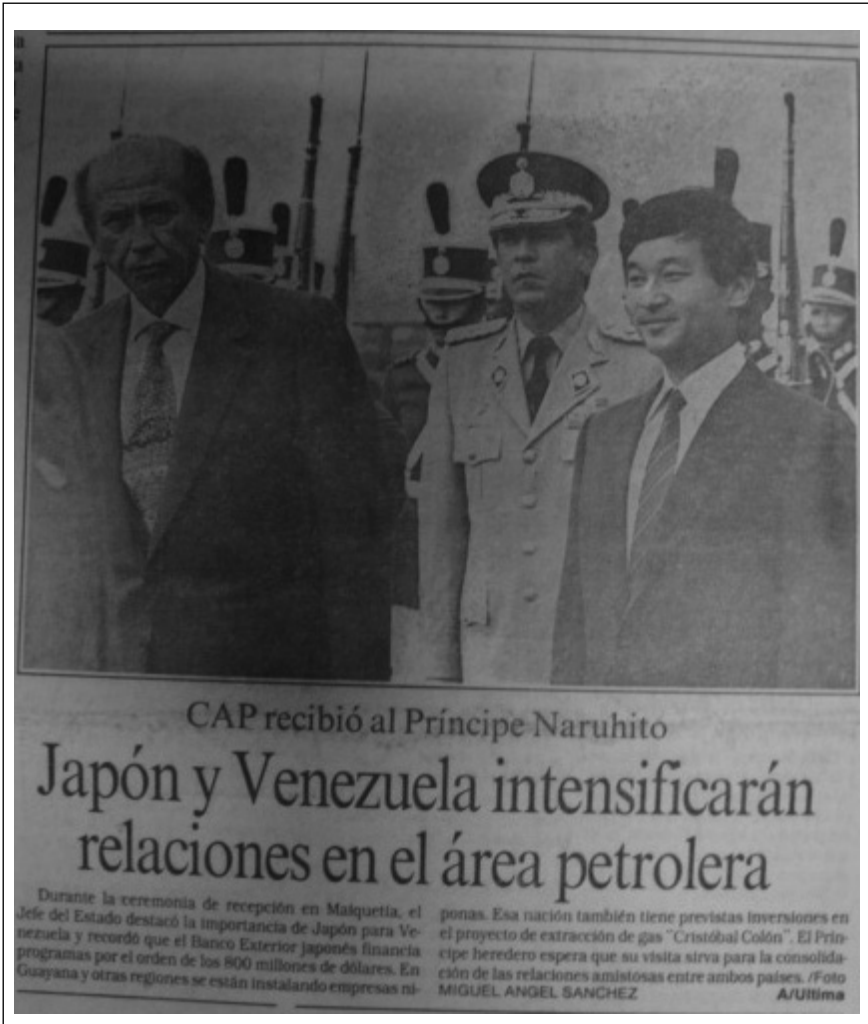 CAP recibió al Príncipe Naruhito
Japón y Venezuela intensificarán
relaciones en el área petrolera
Durante la ceremonia de recepción en Maiquetía, el
Jefe del Estado destacó la importancia de Japón para Ve-
nezuela y recordó que el Banco Exterior japonés financia
programas por el orden de los 800 millones de dólares. En
Guayana y otras regiones se están instalando empresas ni-
ponas. Esa nación también tiene previstas inversiones en
el proyecto de extracción de gas "Cristóbal Colón". El Prín-
cipe heredero espera que su visita sirva para la consolida-
ción de las relaciones amistosas entre ambos países. /Foto
MIGUEL ANGEL SANCHEZ
A/Ultima